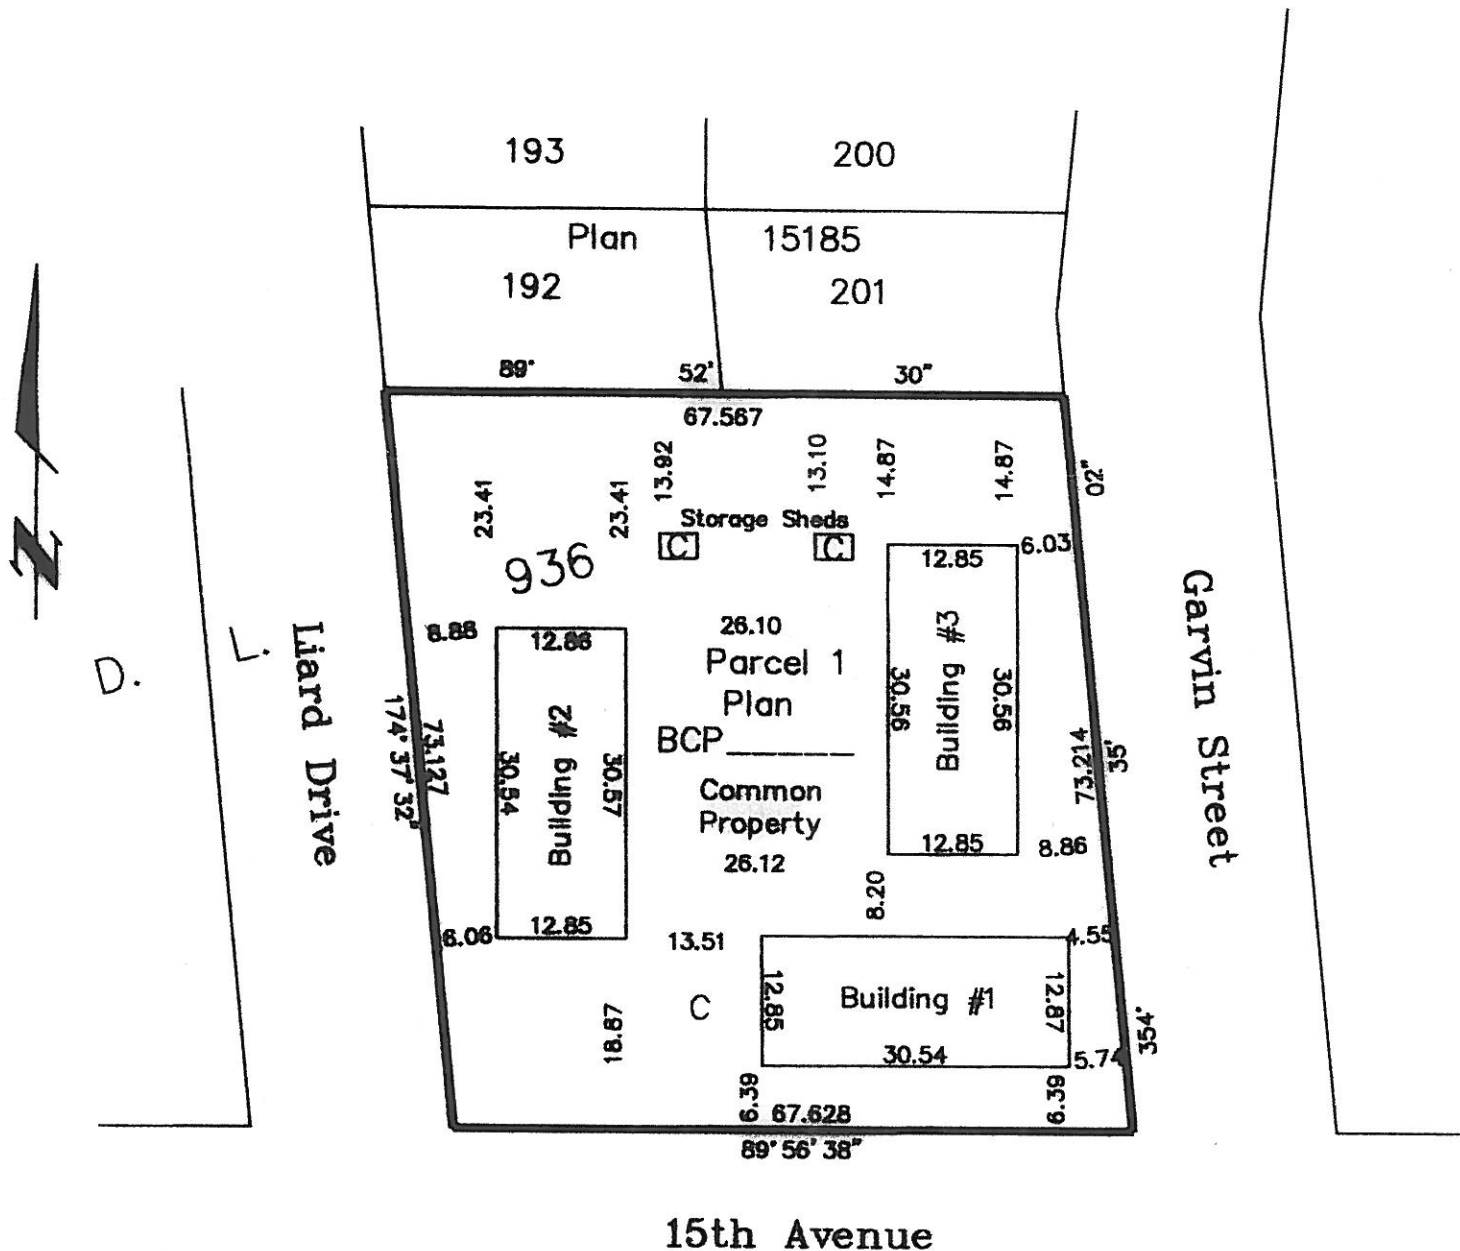 193
200
Plan 15185
192
201
89° 52' 30"
67.567
13.92
13.10
14.87
14.87
02"
23.41
23.41
Storage Sheds
C
C
936
12.85
6.03
N
8.88
12.86
26.10
Parcel 1
Plan
BCP______
Common
Property
26.12
Building #3
30.56
30.56
D. L.
Liard Drive
Garvin Street
174° 37' 32"
73.127
30.54
Building #2
30.57
73.214
35'
12.85
8.86
8.20
6.06
12.85
13.51
4.55
C
12.85
Building #1
12.87
18.87
30.54
5.74
354°
6.39
67.628
6.39
89° 56' 38"
15th Avenue